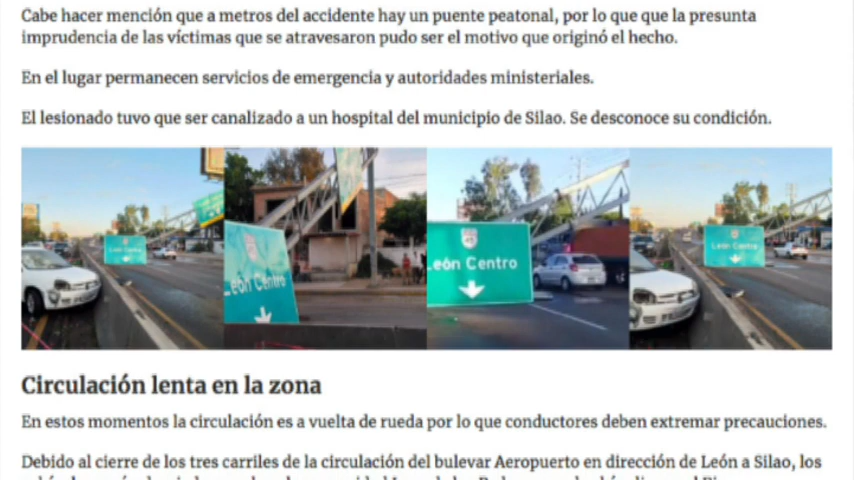 Cabe hacer mención que a metros del accidente hay un puente peatonal, por lo que que la presunta
imprudencia de las víctimas que se atravesaron pudo ser el motivo que originó el hecho.
En el lugar permanecen servicios de emergencia y autoridades ministeriales.
El lesionado tuvo que ser canalizado a un hospital del municipio de Silao. Se desconoce su condición.
León Centro
León Centro
León Centro
45
León Centro
Circulación lenta en la zona
En estos momentos la circulación es a vuelta de rueda por lo que conductores deben extremar precauciones.
Debido al cierre de los tres carriles de la circulación del bulevar Aeropuerto en dirección de León a Silao, los